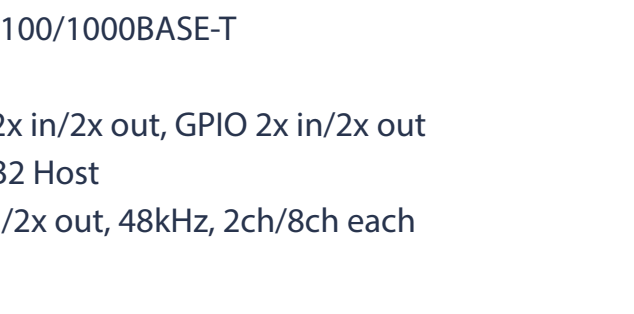 100/1000BASE-T
2x in/2x out, GPIO 2x in/2x out
32 Host
/2x out, 48kHz, 2ch/8ch each